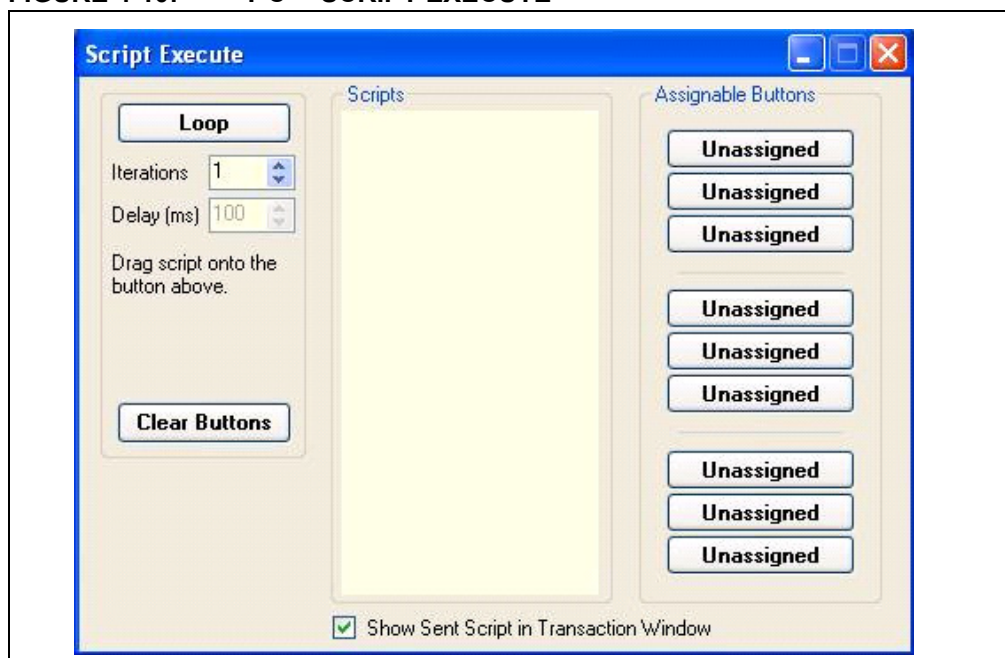 Script Execute
Loop
Iterations 1
Delay (ms) 100
Drag script onto the
button above.
Clear Buttons
Scripts
Assignable Buttons
Unassigned
Unassigned
Unassigned
Unassigned
Unassigned
Unassigned
Unassigned
Unassigned
Unassigned
Show Sent Script in Transaction Window